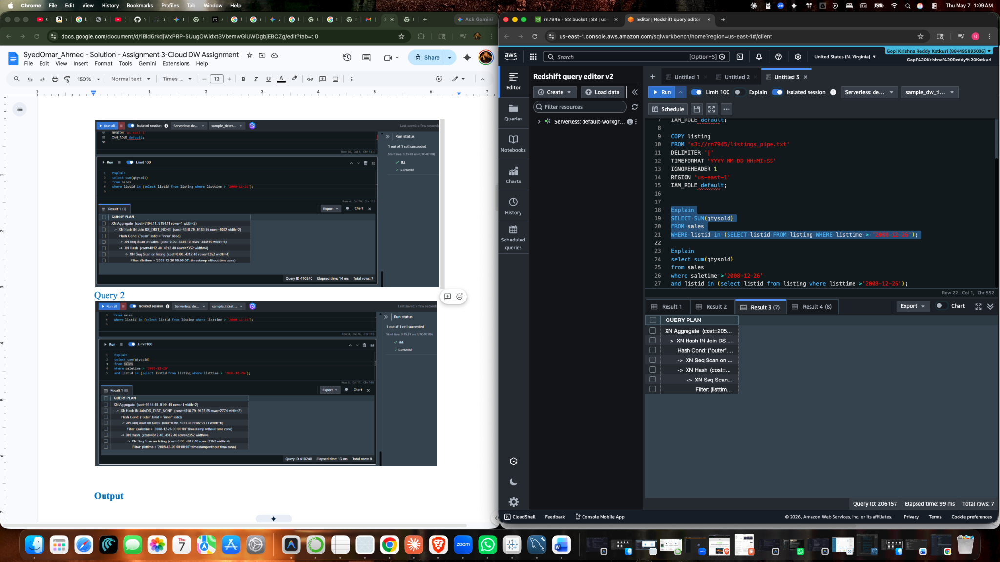 Chrome File Edit View History Bookmarks Profiles Tab Window Help
Thu May 7 1:09 AM
Ask Gemini
docs.google.com/document/d/1Bld6rkdjWxPRP-SUugOWidxt3VbemwGiUWDgbjEBCZg/edit?tab=t.0
SyedOmar_Ahmed - Solution - Assignment 3-Cloud DW Assignment
File Edit View Insert Format Tools Gemini Extensions Help
Share
150% Normal text Times ... 12
Run all Isolated session Serverless: de... sample_ticket... Last saved: a few seconds
54 REGION 'us-east-1'
55 IAM_ROLE default;
56
Row 56, Col 1, Chr 1117
Run status
1 out of 1 cell succeeded
Start time: 3:23:49 am (UTC-07:00)
#3
Succeeded
Run Limit 100
#3
1 Explain
2 select sum(qtysold)
3 from sales
4 where listid in (select listid from listing where listtime > '2008-12-26');
5
Row 4, Col 76, Chr 119
Result 1 (7) Export Chart
QUERY PLAN
XN Aggregate (cost=9194.11..9194.11 rows=1 width=2)
-> XN Hash IN Join DS_DIST_NONE (cost=4818.79..9183.95 rows=4062 width=2)
Hash Cond: ("outer".listid = "inner".listid)
-> XN Seq Scan on sales (cost=0.00..3449.10 rows=344910 width=6)
-> XN Hash (cost=4812.40..4812.40 rows=2352 width=4)
-> XN Seq Scan on listing (cost=0.00..4812.40 rows=2352 width=4)
Filter: (listtime > '2008-12-26 00:00:00'::timestamp without time zone)
Query ID 410240 Elapsed time: 14 ms Total rows: 7
Query 2
Run all Isolated session Serverless: de... sample_ticket... Last saved: a few seconds
3 from sales
4 where listid in (select listid from listing where listtime > '2008-12-26');
5
Row 4, Col 76, Chr 119
Run status
1 out of 1 cell succeeded
Start time: 3:25:37 am (UTC-07:00)
#4
Succeeded
Run Limit 100
#4
1 Explain
2 select sum(qtysold)
3 from sales
4 where saletime > '2008-12-26'
5 and listid in (select listid from listing where listtime > '2008-12-26');
Row 3, Col 11, Chr 146
Result 1 (8) Export Chart
QUERY PLAN
XN Aggregate (cost=9144.49..9144.49 rows=1 width=2)
-> XN Hash IN Join DS_DIST_NONE (cost=4818.79..9137.55 rows=2774 width=2)
Hash Cond: ("outer".listid = "inner".listid)
-> XN Seq Scan on sales (cost=0.00..4311.38 rows=2774 width=6)
Filter: (saletime > '2008-12-26 00:00:00'::timestamp without time zone)
-> XN Hash (cost=4812.40..4812.40 rows=2352 width=4)
-> XN Seq Scan on listing (cost=0.00..4812.40 rows=2352 width=4)
Filter: (listtime > '2008-12-26 00:00:00'::timestamp without time zone)
Query ID 410240 Elapsed time: 13 ms Total rows: 8
Output
rn7945 - S3 bucket | S3 | us-
Editor | Redshift query editor
us-east-1.console.aws.amazon.com/sqlworkbench/home?region=us-east-1#/client
aws Search [Option+S] United States (N. Virginia)
Gopi Krishna Reddy Katkuri (884495893006)
Gopi%20Krishna%20Reddy%20Katkuri
Editor
Queries
Notebooks
Charts
History
Scheduled queries
Redshift query editor v2
Create Load data
Filter resources
Serverless: default-workgr...
Untitled 1 Untitled 2 Untitled 3
Run Limit 100 Explain Isolated session Serverless: de... sample_dw_ti...
Schedule
7 IAM_ROLE default;
8
9 COPY listing
10 FROM 's3://rn7945/listings_pipe.txt'
11 DELIMITER '|'
12 TIMEFORMAT 'YYYY-MM-DD HH:MI:SS'
13 IGNOREHEADER 1
14 REGION 'us-east-1'
15 IAM_ROLE default;
16
17
18 Explain
19 SELECT SUM(qtysold)
20 FROM sales
21 WHERE listid in (SELECT listid FROM listing WHERE listtime > '2008-12-26');
22
23 Explain
24 select sum(qtysold)
25 from sales
26 where saletime >'2008-12-26'
27 and listid in (select listid from listing where listtime >'2008-12-26');
Row 22, Col 1, Chr 552
Result 1 Result 2 Result 3 (7) Result 4 (8) Export Chart
QUERY PLAN
XN Aggregate (cost=205...
-> XN Hash IN Join DS_...
Hash Cond: ("outer"....
-> XN Seq Scan on ...
-> XN Hash (cost=...
-> XN Seq Scan...
Filter: (listtim...
Query ID: 206157 Elapsed time: 99 ms Total rows: 7
CloudShell Feedback Console Mobile App © 2026, Amazon Web Services, Inc. or its affiliates. Privacy Terms Cookie preferences
Thu
7
zoom